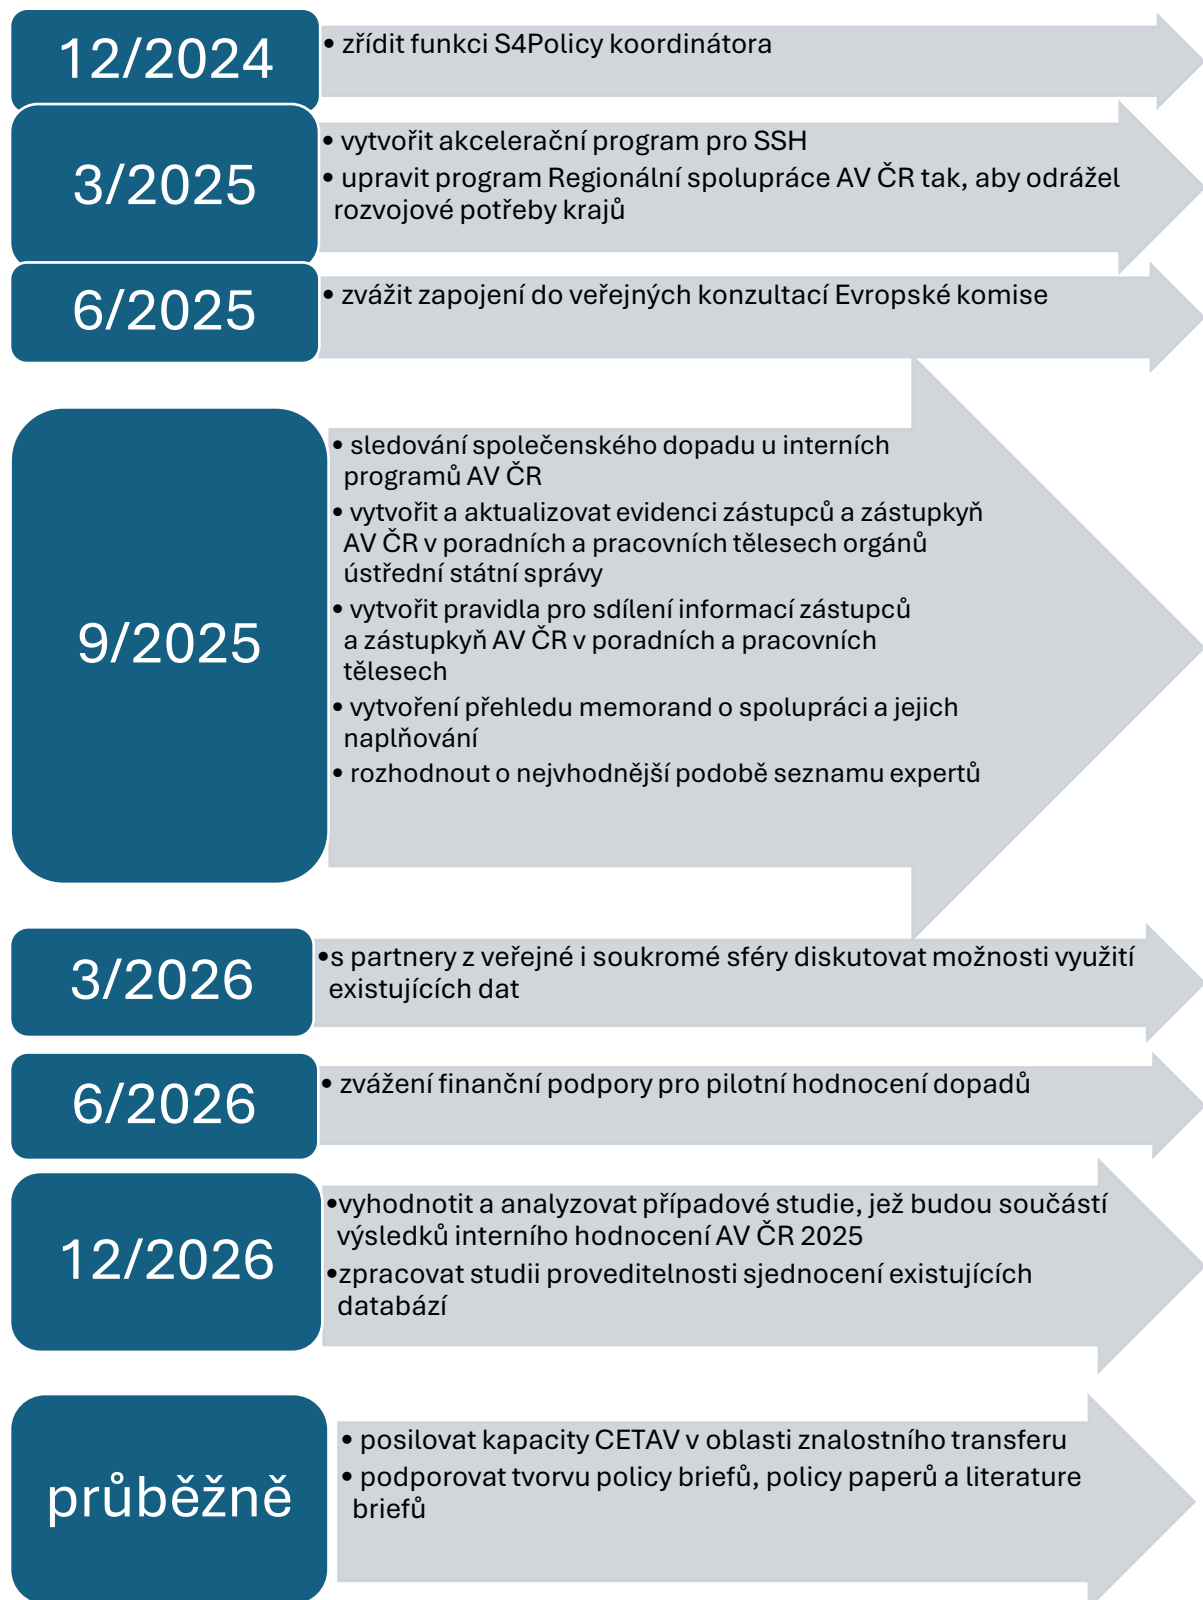 12/2024
• zřídit funkci S4Policy koordinátora
3/2025
• vytvořit akcelerační program pro SSH
• upravit program Regionální spolupráce AV ČR tak, aby odrážel
rozvojové potřeby krajů
6/2025
• zvážit zapojení do veřejných konzultací Evropské komise
9/2025
• sledování společenského dopadu u interních
programů AV ČR
• vytvořit a aktualizovat evidenci zástupců a zástupkyň
AV ČR v poradních a pracovních tělesech orgánů
ústřední státní správy
• vytvořit pravidla pro sdílení informací zástupců
a zástupkyň AV ČR v poradních a pracovních
tělesech
• vytvoření přehledu memorand o spolupráci a jejich
naplňování
• rozhodnout o nejvhodnější podobě seznamu expertů
3/2026
•s partnery z veřejné i soukromé sféry diskutovat možnosti využití
existujících dat
6/2026
• zvážení finanční podpory pro pilotní hodnocení dopadů
12/2026
•vyhodnotit a analyzovat případové studie, jež budou součástí
výsledků interního hodnocení AV ČR 2025
•zpracovat studii proveditelnosti sjednocení existujících
databází
průběžně
• posilovat kapacity CETAV v oblasti znalostního transferu
• podporovat tvorvu policy briefů, policy paperů a literature
briefů